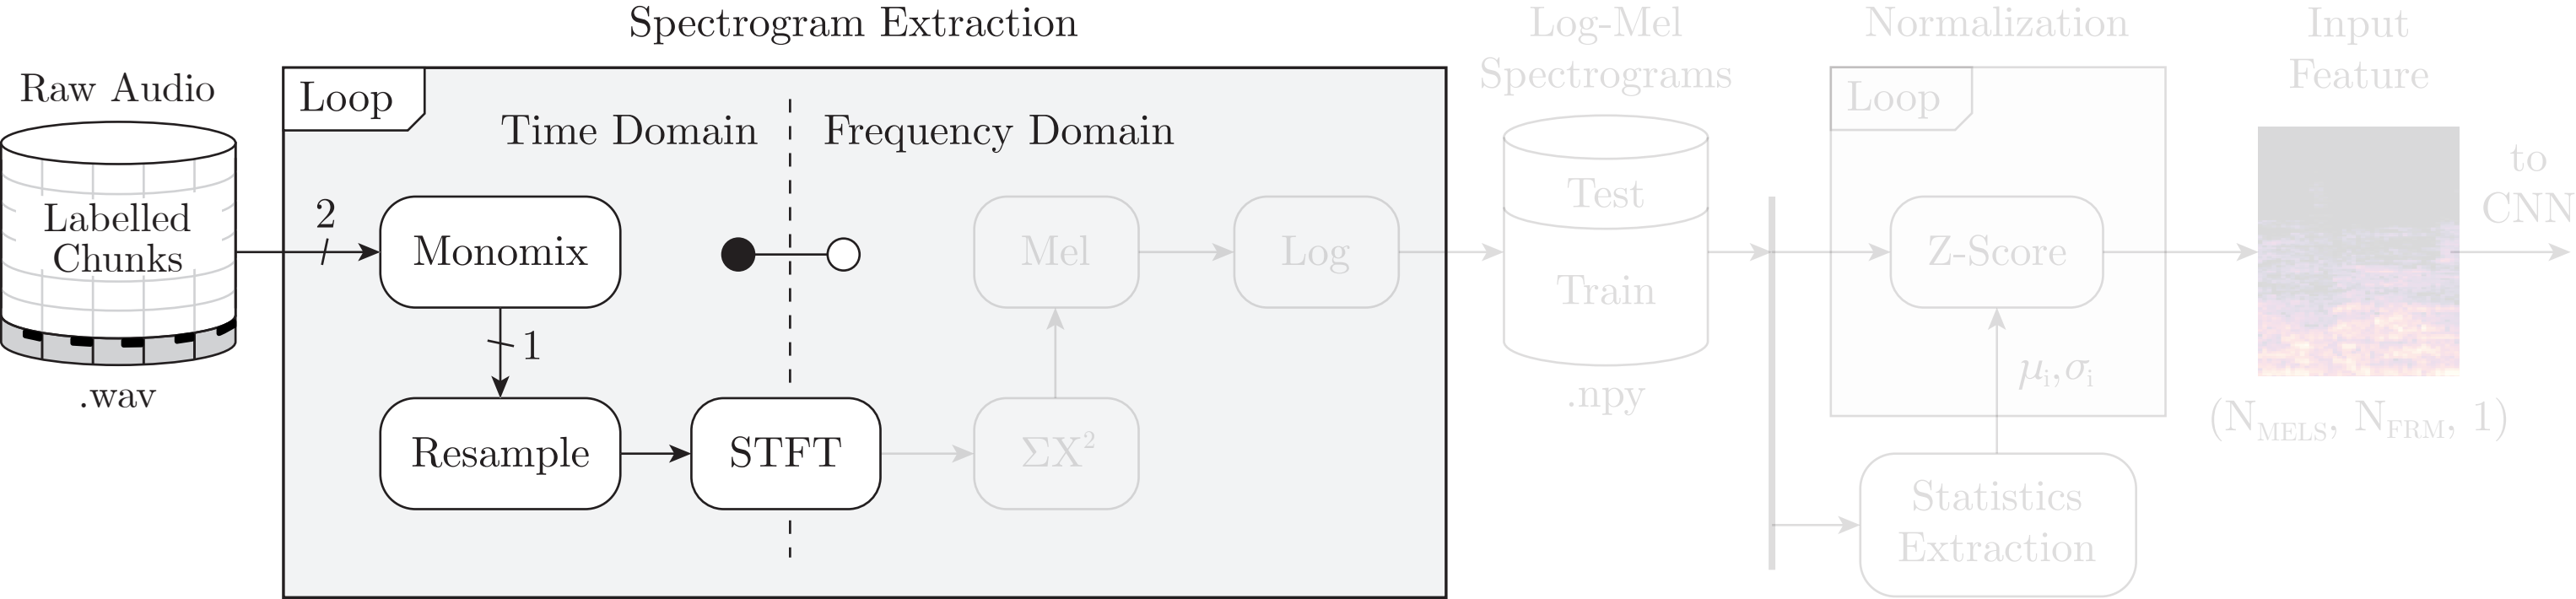 Spectrogram Extraction
Raw Audio
Labelled
Chunks
.wav
Loop
Time Domain
Frequency Domain
2
Monomix
1
Resample
STFT
ΣX²
Mel
Log
Log-Mel
Spectrograms
Test
Train
.npy
Normalization
Loop
Z-Score
μi,σi
Statistics
Extraction
Input
Feature
(NMELS, NFRM, 1)
to
CNN